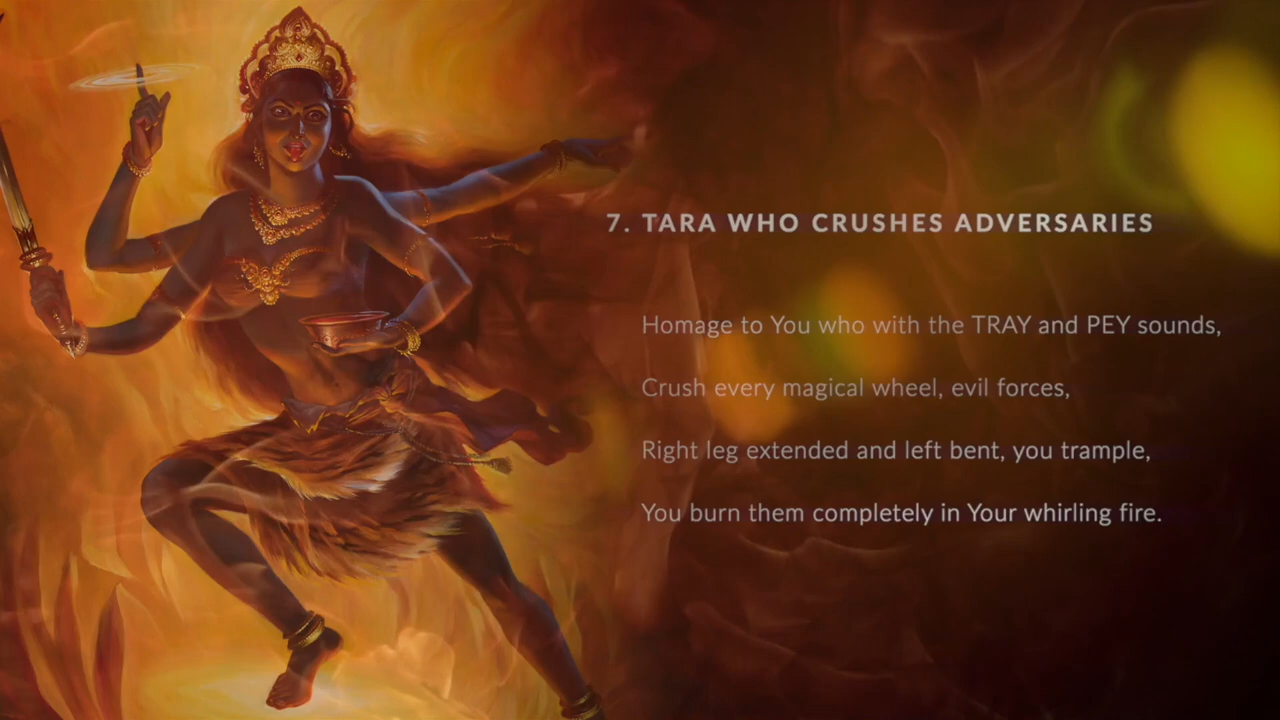 7. TARA WHO CRUSHES ADVERSARIES
Homage to You who with the TRAY and PEY sounds,
Crush every magical wheel, evil forces,
Right leg extended and left bent, you trample,
You burn them completely in Your whirling fire.